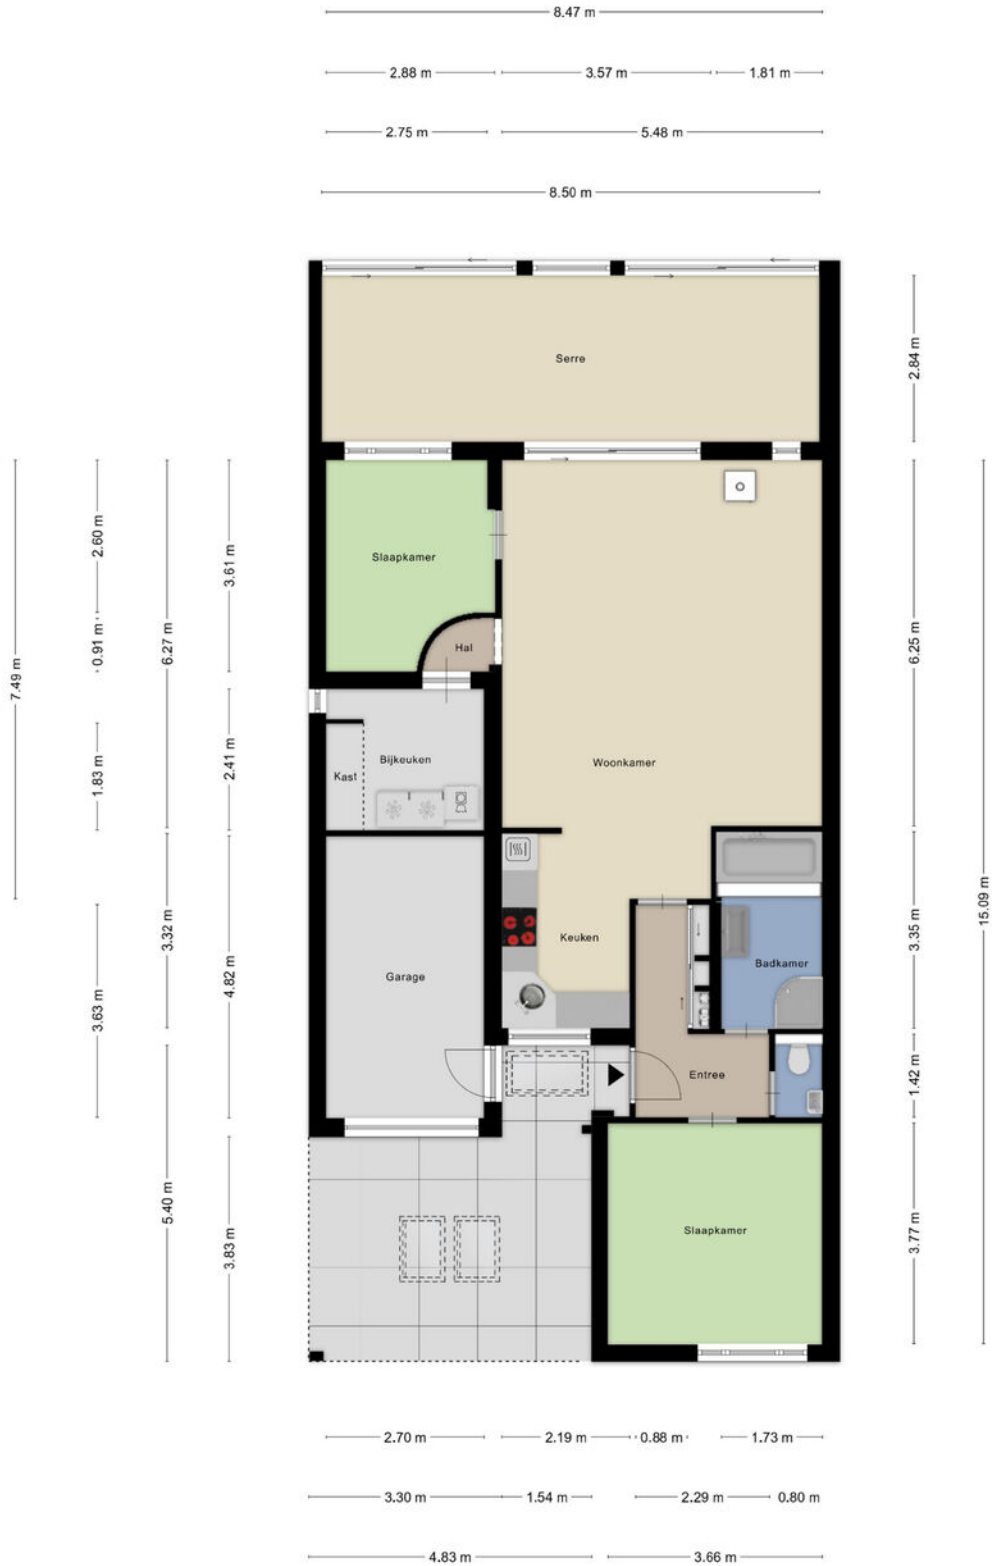 8.47 m
2.88 m 3.57 m 1.81 m
2.75 m 5.48 m
8.50 m
Serre
2.84 m
Slaapkamer
Hal
Woonkamer
Bijkeuken
Kast
Keuken
Badkamer
Garage
Entree
Slaapkamer
7.49 m
2.60 m
0.91 m
1.83 m
3.63 m
6.27 m
3.32 m
5.40 m
3.61 m
2.41 m
4.82 m
3.83 m
6.25 m
3.35 m
1.42 m
3.77 m
15.09 m
2.70 m 2.19 m 0.88 m 1.73 m
3.30 m 1.54 m 2.29 m 0.80 m
4.83 m 3.66 m